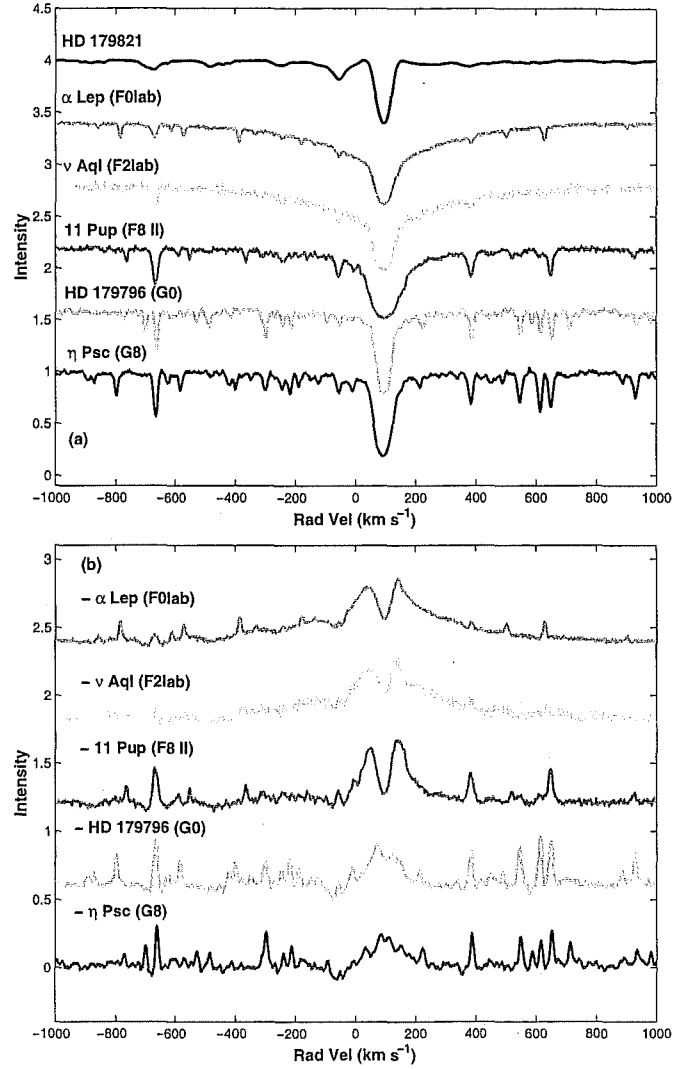 4.5
4
3.5
3
2.5
2
1.5
1
0.5
0
Intensity
HD 179821
α Lep (F0Iab)
ν Aql (F2Iab)
11 Pup (F8 II)
HD 179796 (G0)
η Psc (G8)
(a)
−1000 −800 −600 −400 −200 0 200 400 600 800 1000
Rad Vel (km s⁻¹)
3
2.5
2
1.5
1
0.5
0
Intensity
(b)
− α Lep (F0Iab)
− ν Aql (F2Iab)
− 11 Pup (F8 II)
− HD 179796 (G0)
− η Psc (G8)
−1000 −800 −600 −400 −200 0 200 400 600 800 1000
Rad Vel (km s⁻¹)